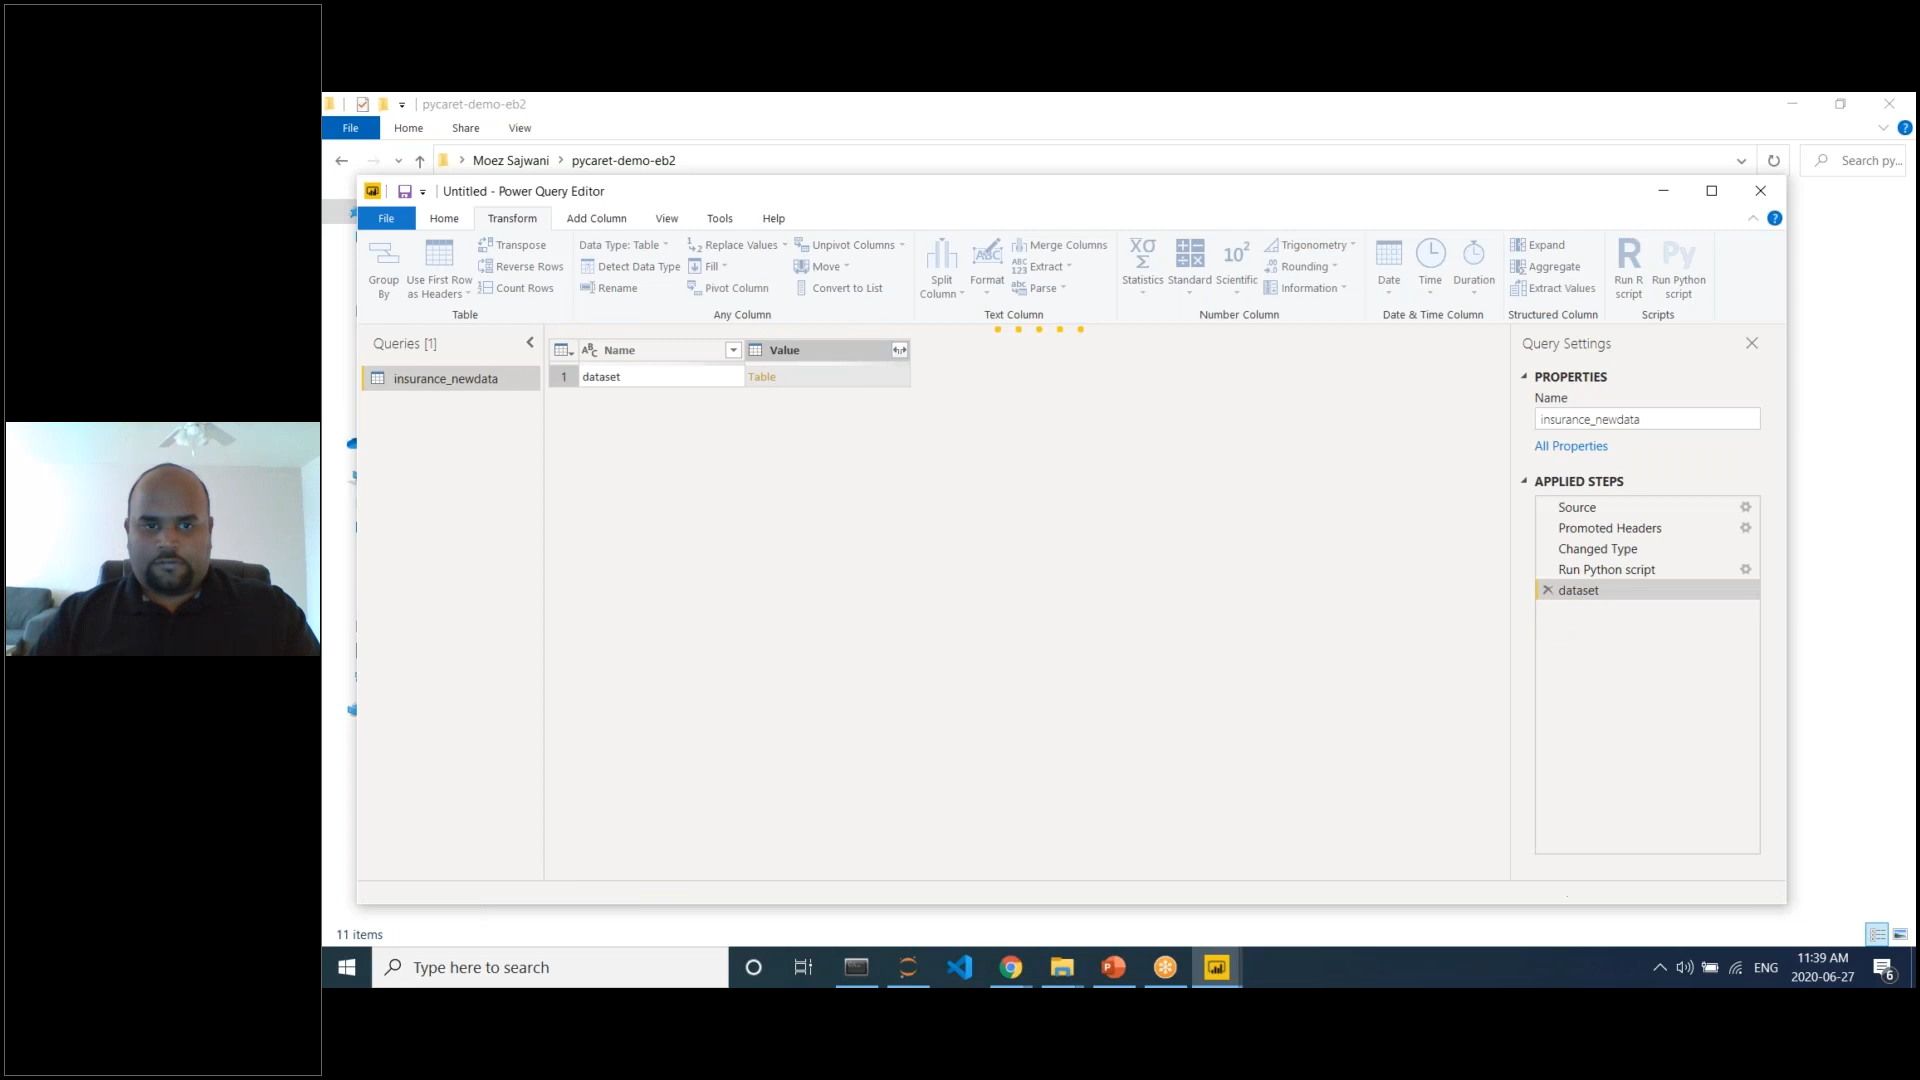 pycaret-demo-eb2
File Home Share View
Moez Sajwani > pycaret-demo-eb2
Search py...
Untitled - Power Query Editor
File Home Transform Add Column View Tools Help
Group By
Use First Row as Headers
Transpose
Reverse Rows
Count Rows
Table
Data Type: Table
Detect Data Type
Rename
Replace Values
Fill
Pivot Column
Unpivot Columns
Move
Convert to List
Any Column
Split Column
Format
ABC
Merge Columns
ABC 123 Extract
abc Parse
Text Column
Statistics
Standard
10² Scientific
Trigonometry
Rounding
Information
Number Column
Date
Time
Duration
Date & Time Column
Expand
Aggregate
Extract Values
Structured Column
R Run R script
Py Run Python script
Scripts
Queries [1]
insurance_newdata
Name Value
1 dataset Table
Query Settings
PROPERTIES
Name
insurance_newdata
All Properties
APPLIED STEPS
Source
Promoted Headers
Changed Type
Run Python script
dataset
11 items
Type here to search
ENG
11:39 AM
2020-06-27
6